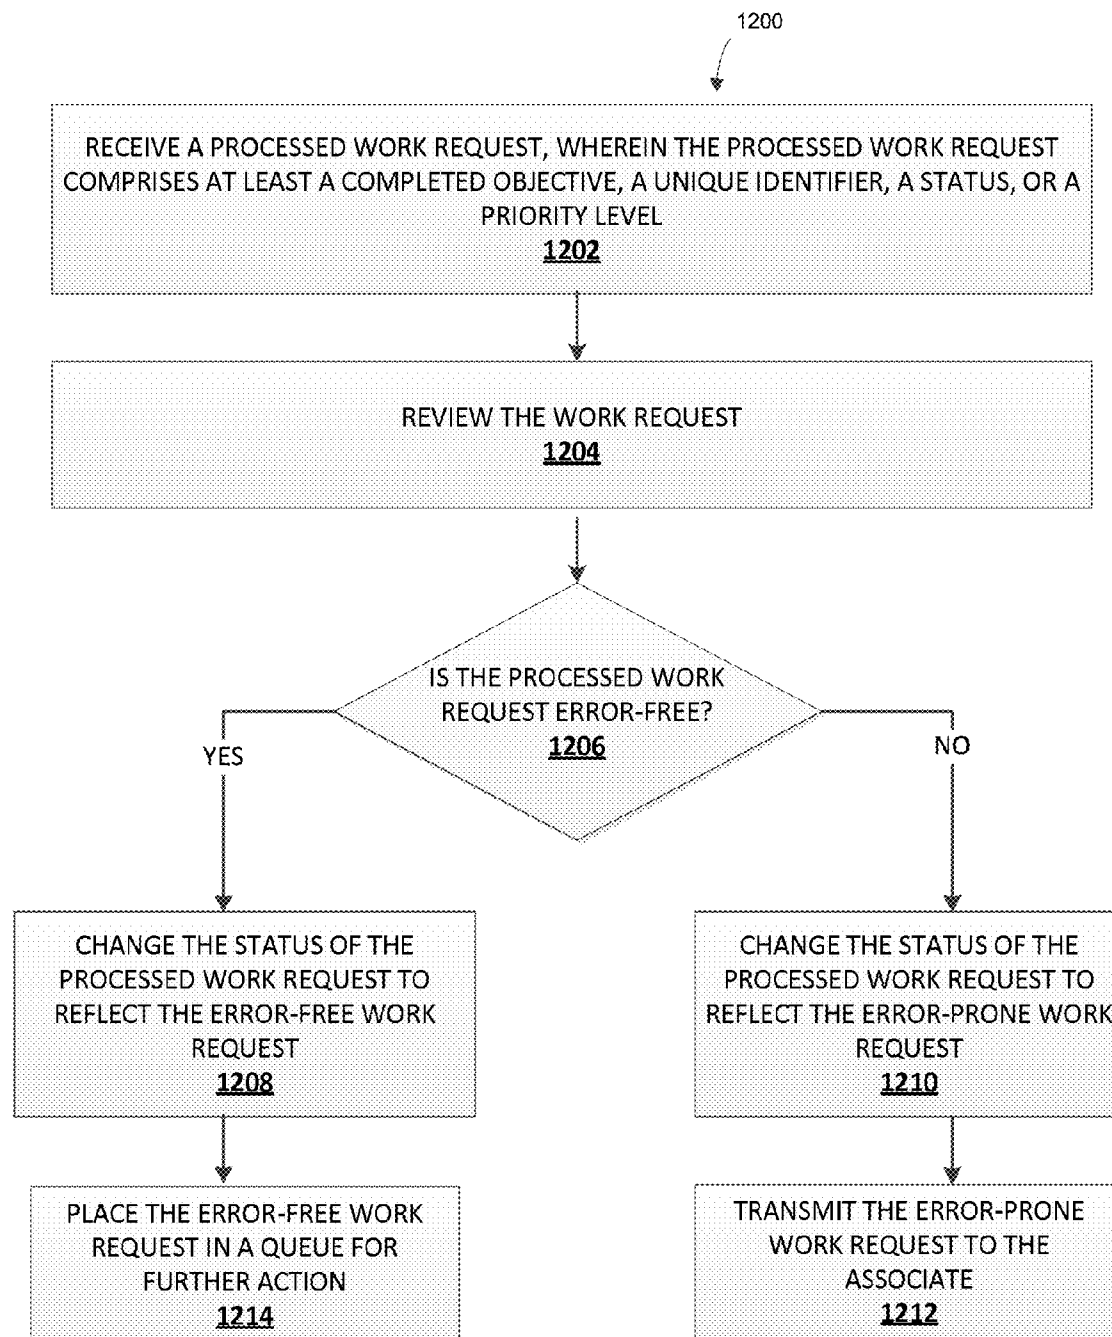 1200
RECEIVE A PROCESSED WORK REQUEST, WHEREIN THE PROCESSED WORK REQUEST
COMPRISES AT LEAST A COMPLETED OBJECTIVE, A UNIQUE IDENTIFIER, A STATUS, OR A
PRIORITY LEVEL
1202
REVIEW THE WORK REQUEST
1204
IS THE PROCESSED WORK
REQUEST ERROR-FREE?
1206
YES
NO
CHANGE THE STATUS OF THE
PROCESSED WORK REQUEST TO
REFLECT THE ERROR-FREE WORK
REQUEST
1208
CHANGE THE STATUS OF THE
PROCESSED WORK REQUEST TO
REFLECT THE ERROR-PRONE WORK
REQUEST
1210
PLACE THE ERROR-FREE WORK
REQUEST IN A QUEUE FOR
FURTHER ACTION
1214
TRANSMIT THE ERROR-PRONE
WORK REQUEST TO THE
ASSOCIATE
1212